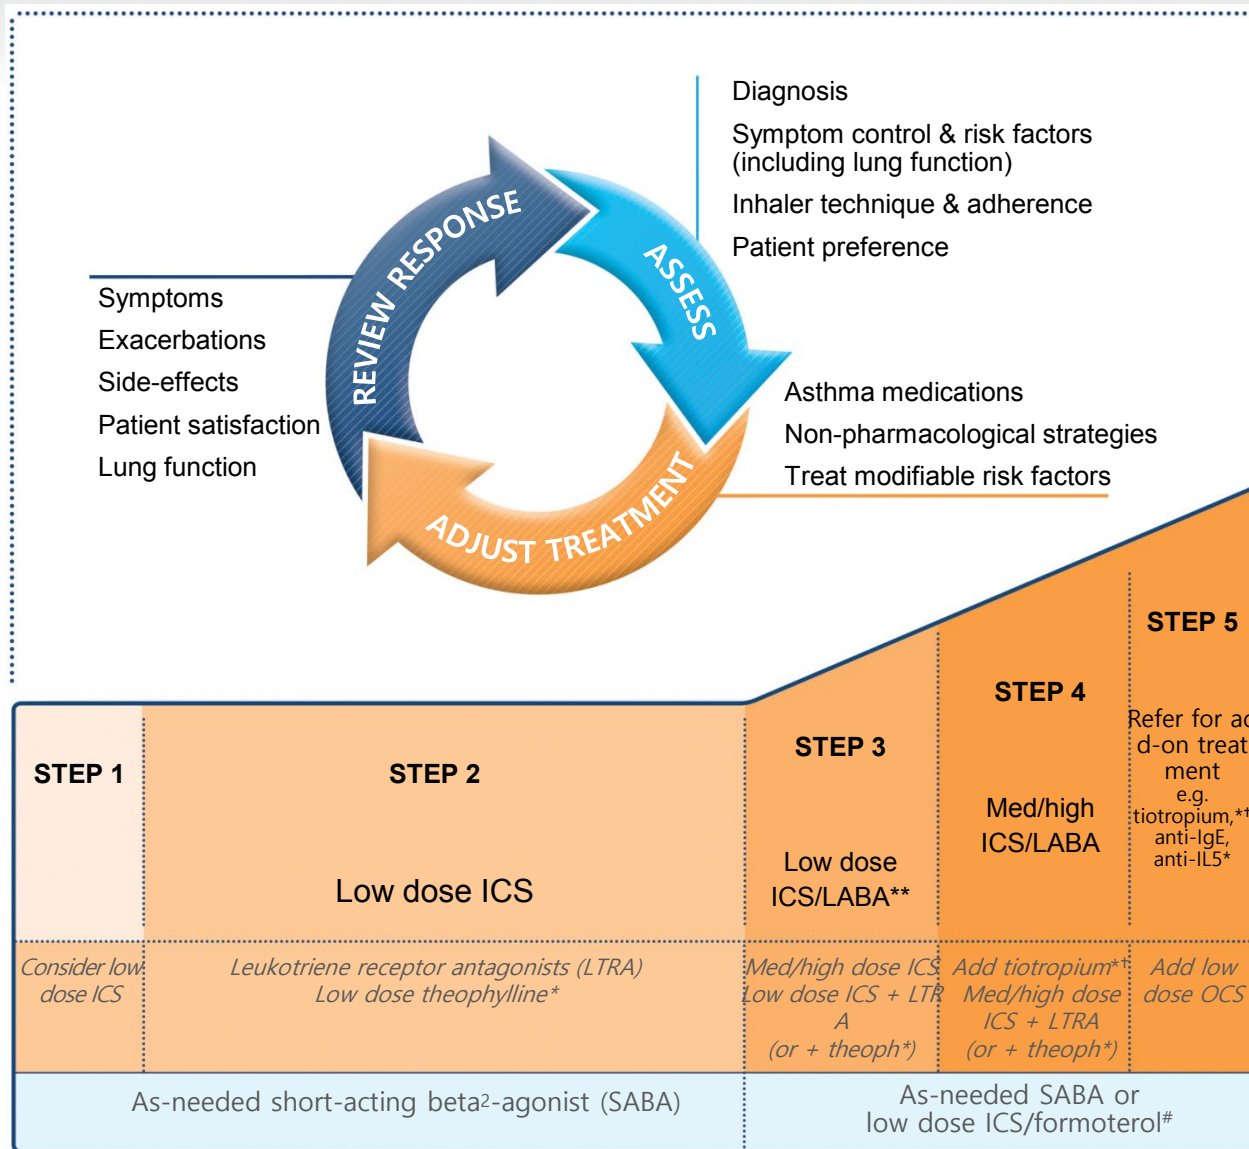 Diagnosis
Symptom control & risk factors
(including lung function)
Inhaler technique & adherence
Patient preference
REVIEW RESPONSE
ASSESS
ADJUST TREATMENT
Symptoms
Exacerbations
Side-effects
Patient satisfaction
Lung function
Asthma medications
Non-pharmacological strategies
Treat modifiable risk factors
STEP 1
STEP 2
Low dose ICS
STEP 3
Low dose
ICS/LABA**
STEP 4
Med/high
ICS/LABA
STEP 5
Refer for ad
d-on treat
ment
e.g.
tiotropium,*†
anti-IgE,
anti-IL5*
Consider low
dose ICS
Leukotriene receptor antagonists (LTRA)
Low dose theophylline*
Med/high dose ICS
Low dose ICS + LTR
A
(or + theoph*)
Add tiotropium*†
Med/high dose
ICS + LTRA
(or + theoph*)
Add low
dose OCS
As-needed short-acting beta2-agonist (SABA)
As-needed SABA or
low dose ICS/formoterol#